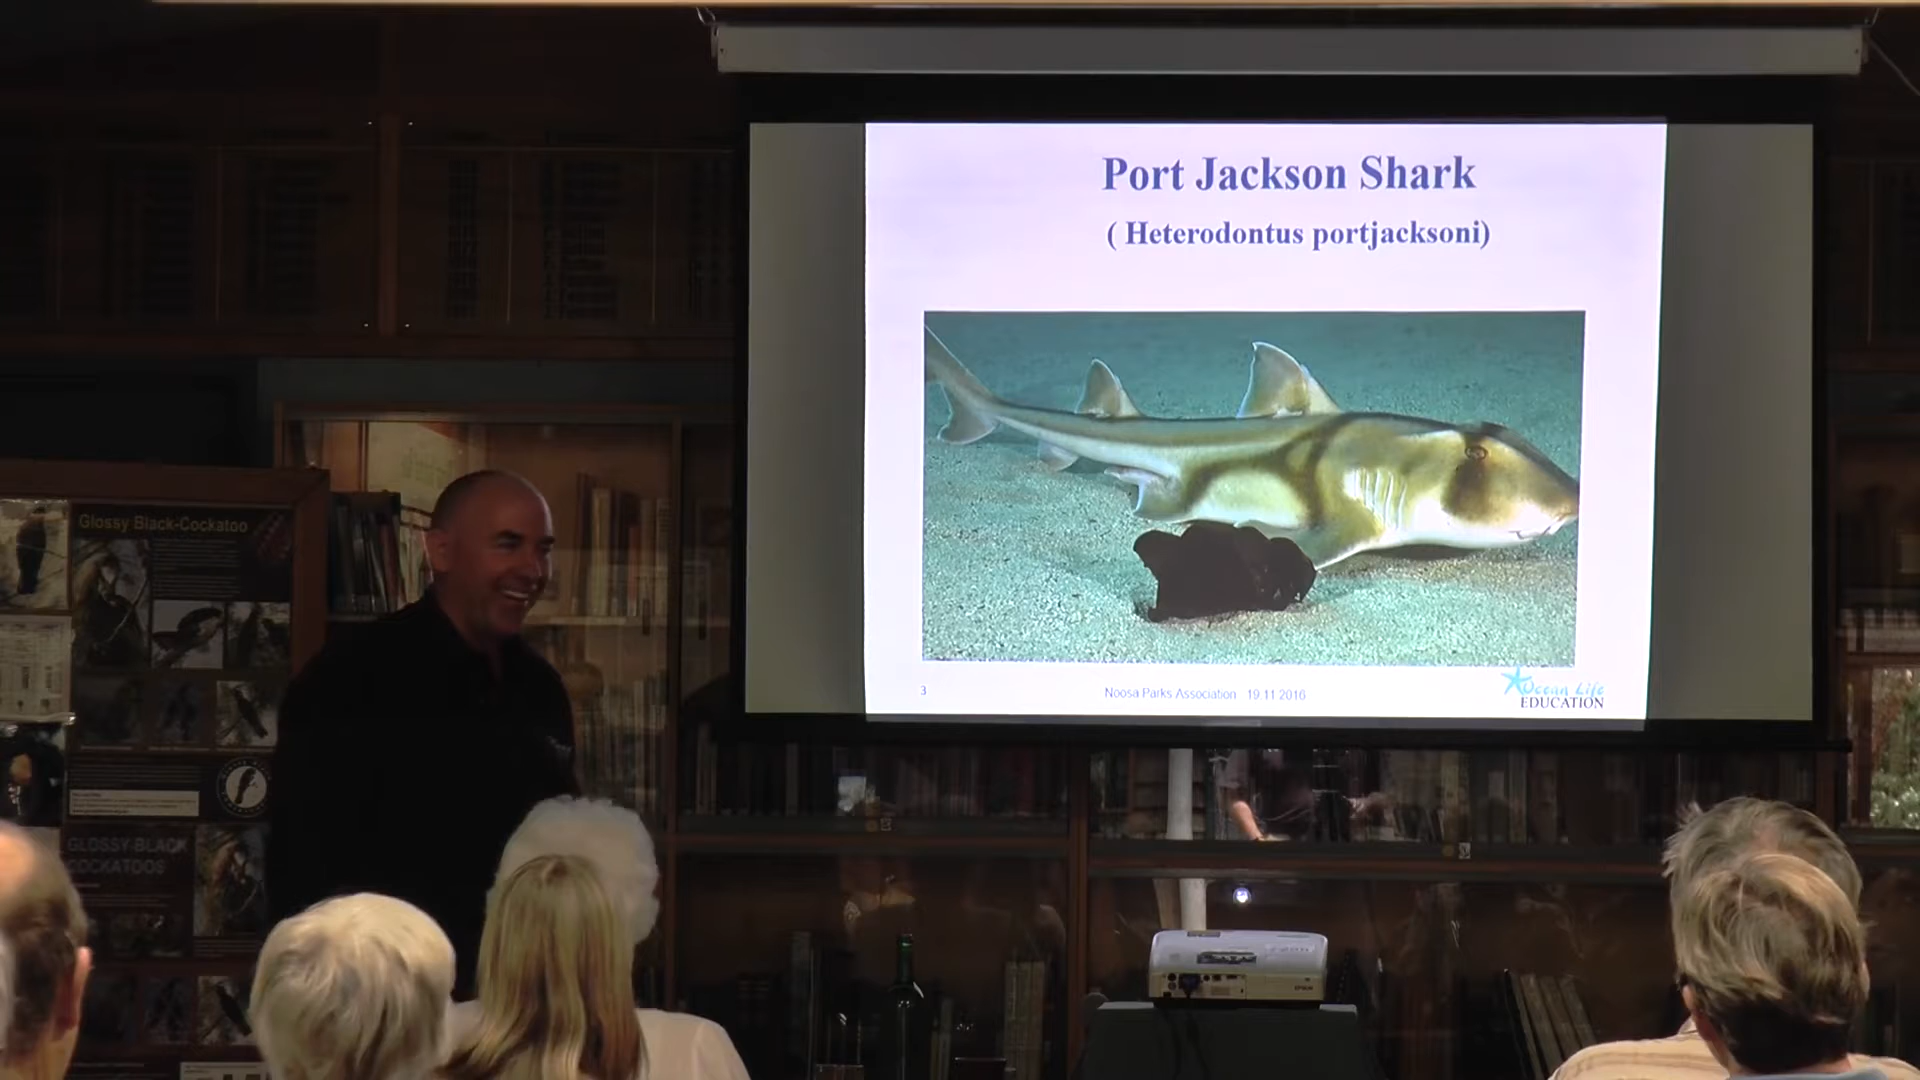 Port Jackson Shark
( Heterodontus portjacksoni)
3
Noosa Parks Association 19.11.2016
Ocean Life
EDUCATION
Glossy Black-Cockatoo
GLOSSY BLACK
COCKATOOS
EPSON